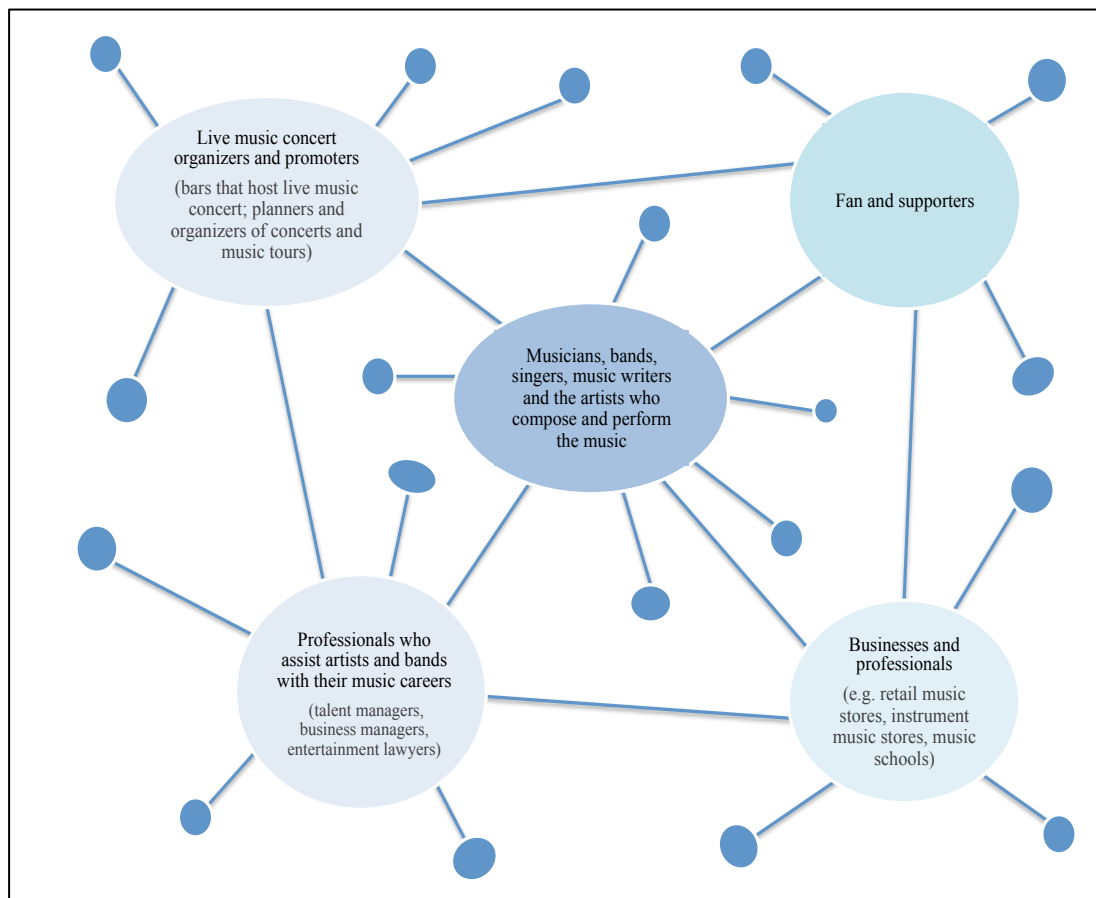 Live music concert
organizers and promoters
(bars that host live music
concert; planners and
organizers of concerts and
music tours)
Fan and supporters
Musicians, bands,
singers, music writers
and the artists who
compose and perform
the music
Professionals who
assist artists and bands
with their music careers
(talent managers,
business managers,
entertainment lawyers)
Businesses and
professionals
(e.g. retail music
stores, instrument
music stores, music
schools)